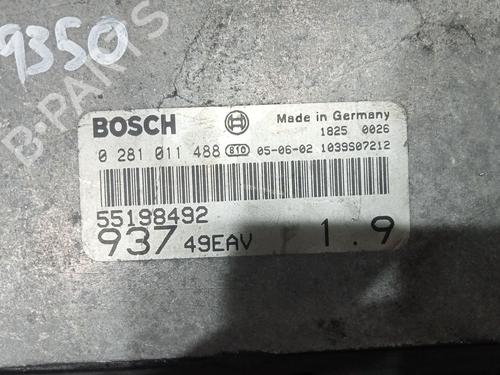 9350
B-PARTS
BOSCH
Made in Germany
1825 0026
0 281 011 488 810 05-06-02 1039S07212
55198492
937 49EAV 1.9